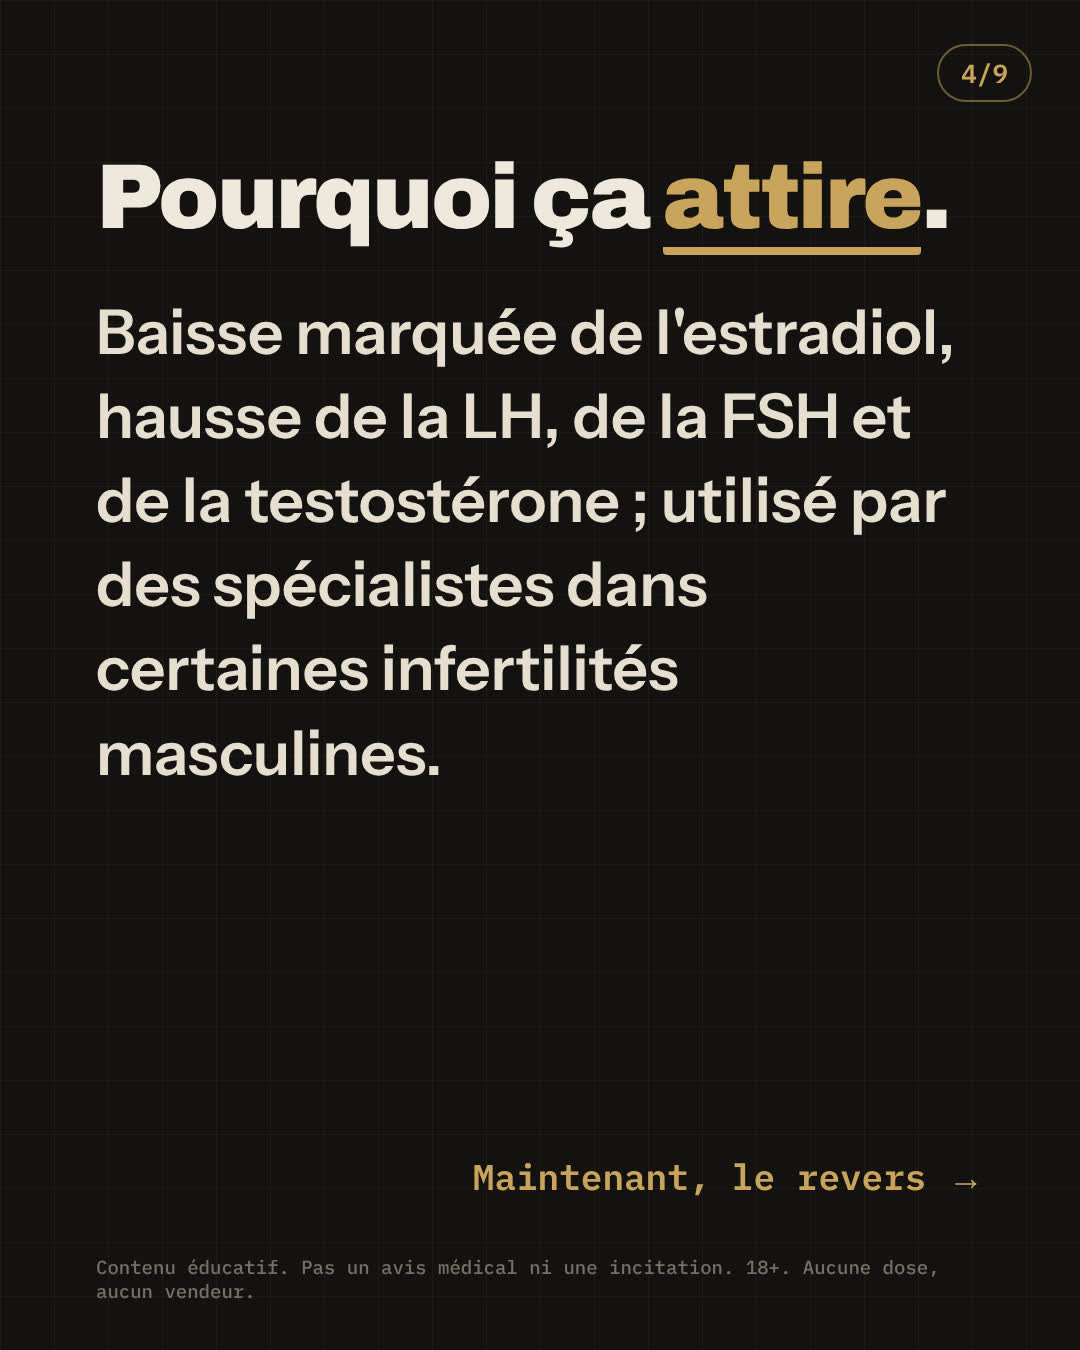 4/9
Pourquoi ça attire.
Baisse marquée de l'estradiol,
hausse de la LH, de la FSH et
de la testostérone ; utilisé par
des spécialistes dans
certaines infertilités
masculines.
Maintenant, le revers →
Contenu éducatif. Pas un avis médical ni une incitation. 18+. Aucune dose,
aucun vendeur.